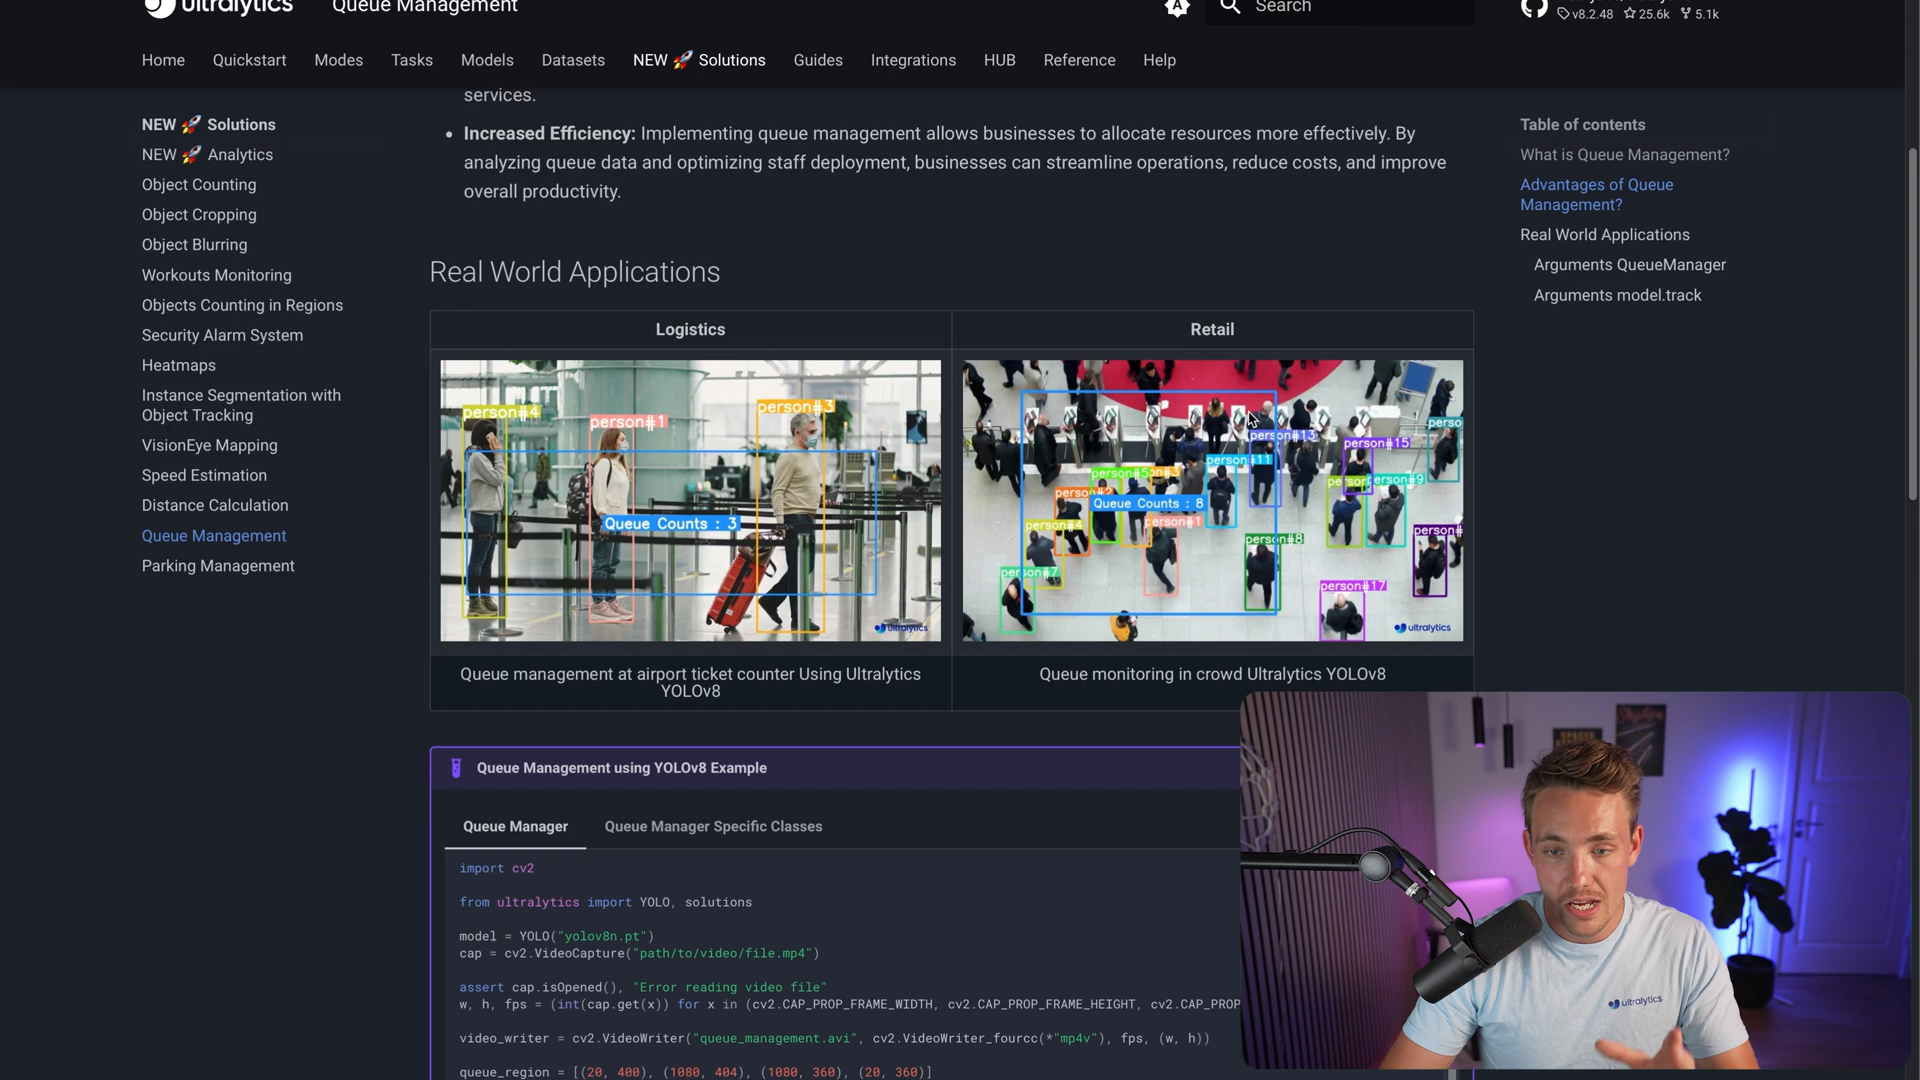 ultralytics
Queue Management
Search
v8.2.48 25.6k 5.1k
Home Quickstart Modes Tasks Models Datasets NEW 🚀 Solutions Guides Integrations HUB Reference Help
NEW 🚀 Solutions
NEW 🚀 Analytics
Object Counting
Object Cropping
Object Blurring
Workouts Monitoring
Objects Counting in Regions
Security Alarm System
Heatmaps
Instance Segmentation with
Object Tracking
VisionEye Mapping
Speed Estimation
Distance Calculation
Queue Management
Parking Management
services.
Increased Efficiency: Implementing queue management allows businesses to allocate resources more effectively. By
analyzing queue data and optimizing staff deployment, businesses can streamline operations, reduce costs, and improve
overall productivity.
Real World Applications
Logistics
person#4
person#1
person#3
Queue Counts : 3
ultralytics
Queue management at airport ticket counter Using Ultralytics
YOLOv8
Retail
person#13
person#15
perso
person#11
person#5
person#9
person
Queue Counts : 8
person#4
person#1
person#
person#8
person#7
person#17
ultralytics
Queue monitoring in crowd Ultralytics YOLOv8
Queue Management using YOLOv8 Example
Queue Manager Queue Manager Specific Classes
import cv2
from ultralytics import YOLO, solutions
model = YOLO("yolov8n.pt")
cap = cv2.VideoCapture("path/to/video/file.mp4")
assert cap.isOpened(), "Error reading video file"
w, h, fps = (int(cap.get(x)) for x in (cv2.CAP_PROP_FRAME_WIDTH, cv2.CAP_PROP_FRAME_HEIGHT, cv2.CAP_PROP
video_writer = cv2.VideoWriter("queue_management.avi", cv2.VideoWriter_fourcc(*"mp4v"), fps, (w, h))
queue_region = [(20, 400), (1080, 404), (1080, 360), (20, 360)]
Table of contents
What is Queue Management?
Advantages of Queue
Management?
Real World Applications
Arguments QueueManager
Arguments model.track
ultralytics